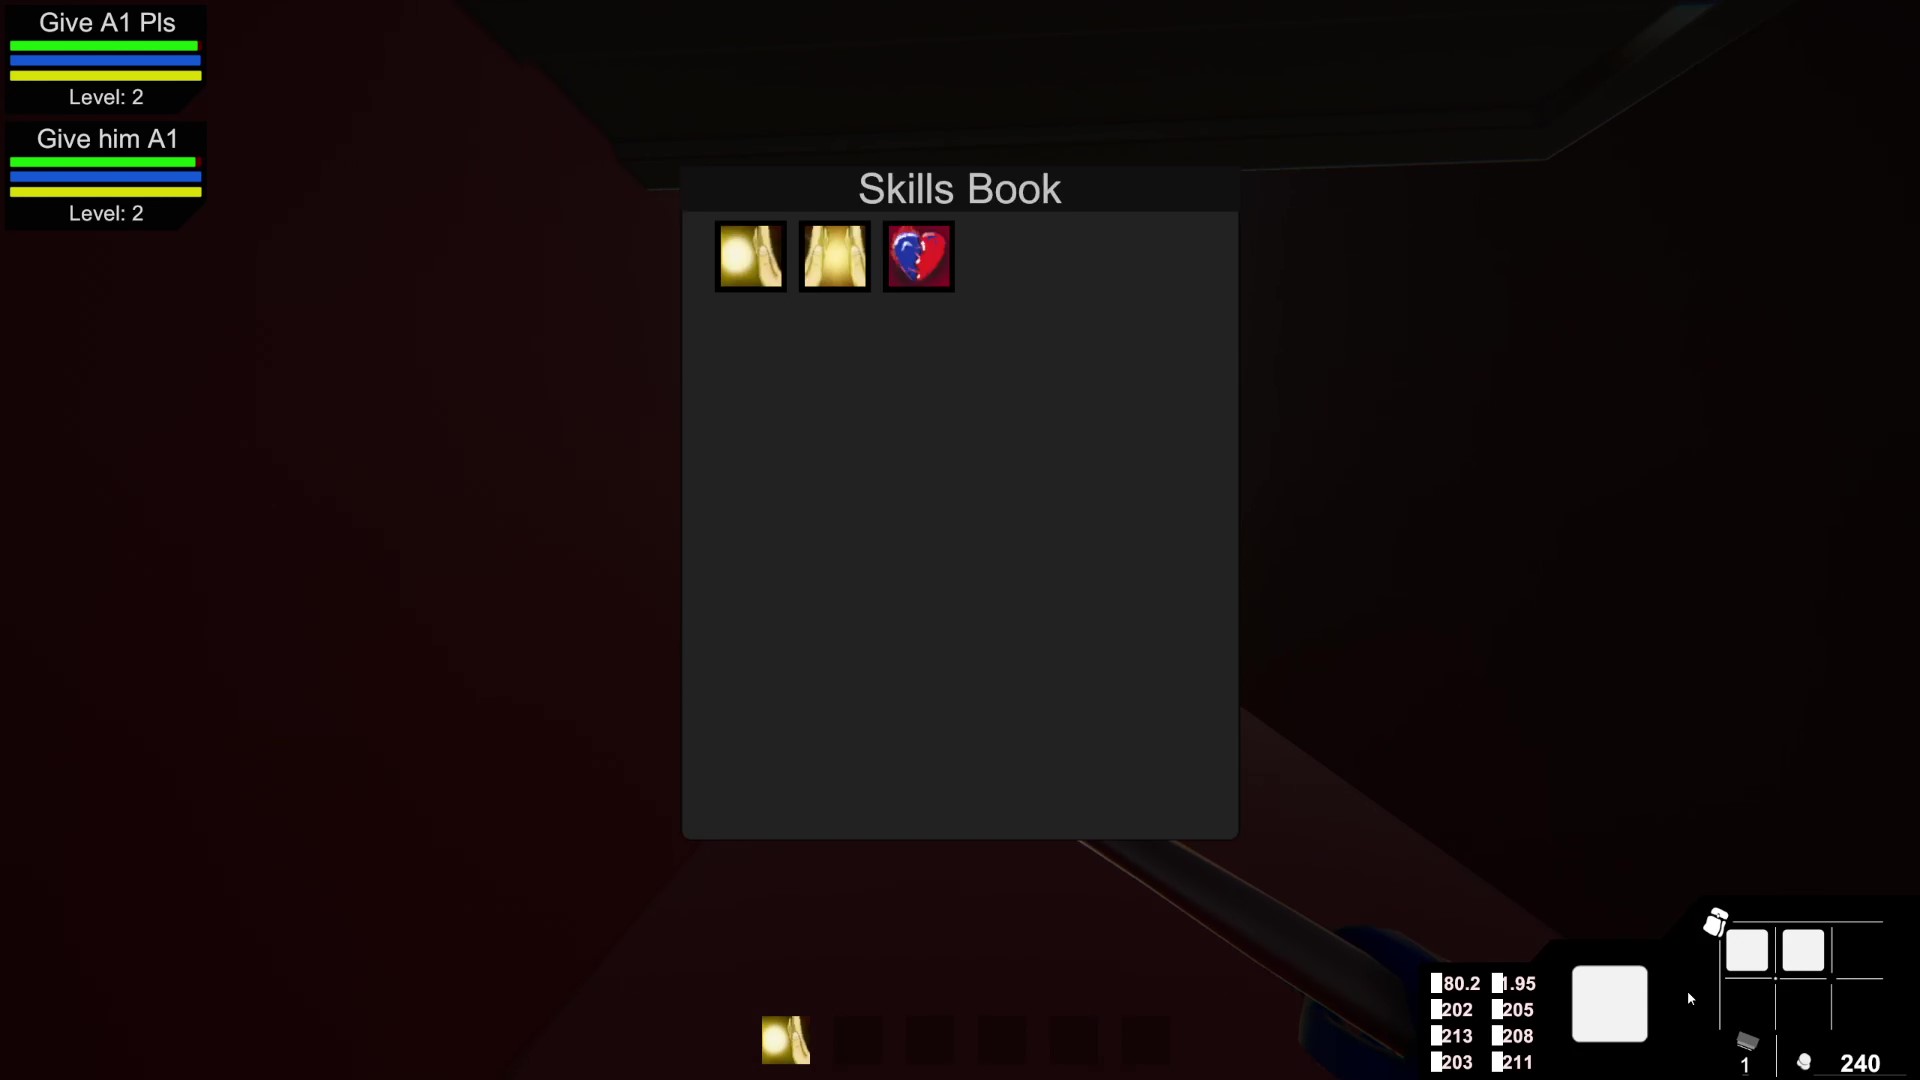 Give A1 Pls
Level: 2
Give him A1
Level: 2
Skills Book
80.2 1.95
202 205
213 208
203 211
1 240